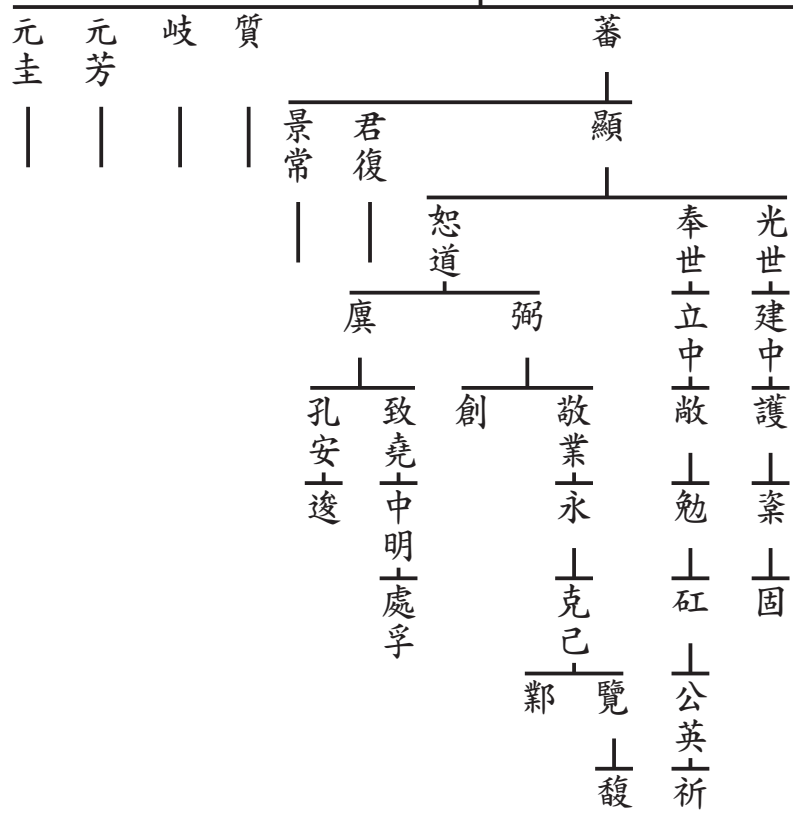 蕃
質
岐
元芳
元圭
顯
君復
景常
光世
奉世
恕道
建中
立中
弼
廙
護
敞
敬業
創
致堯
孔安
楶
勉
永
中明
逡
固
矼
克己
處孚
公英
覽
鄴
祈
馥